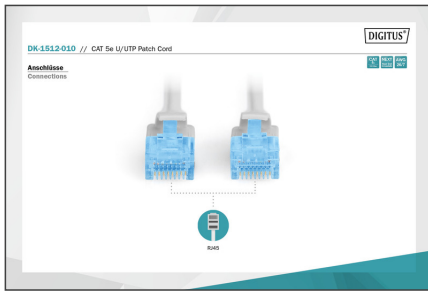 DIGITUS®
DK-1512-010 // CAT 5e U/UTP Patch Cord
Anschlüsse
Connections
RJ45